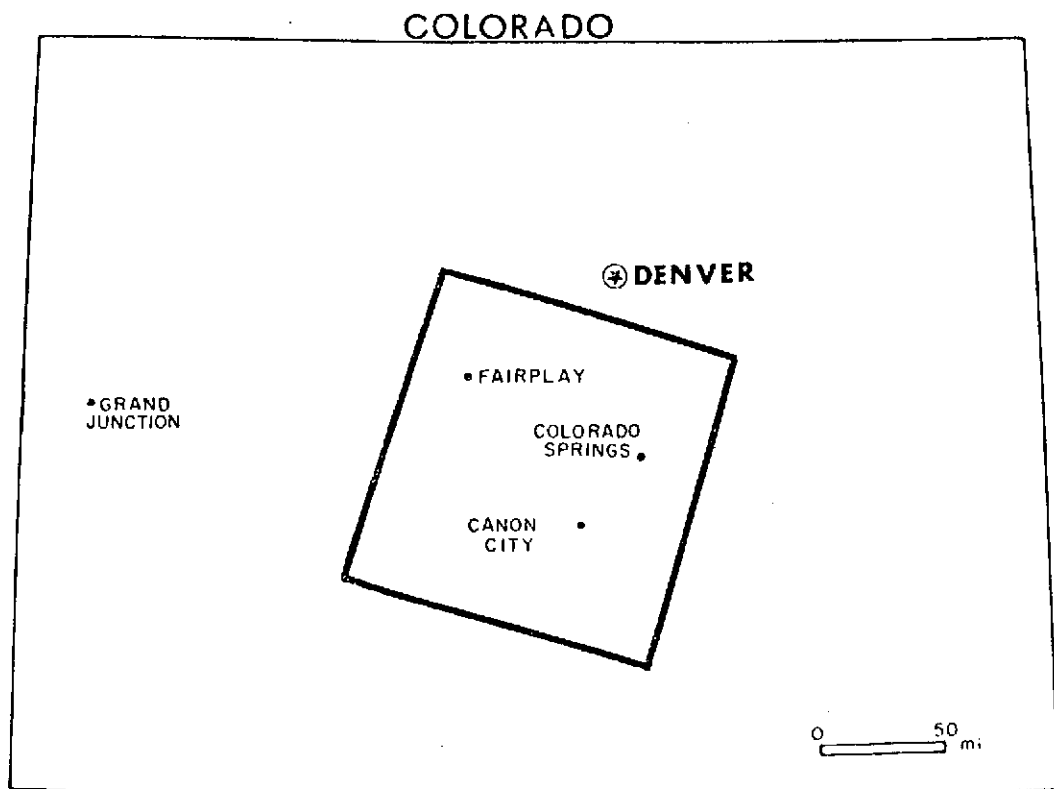 COLORADO
DENVER
FAIRPLAY
GRAND
JUNCTION
COLORADO
SPRINGS
CANON
CITY
0 50
mi